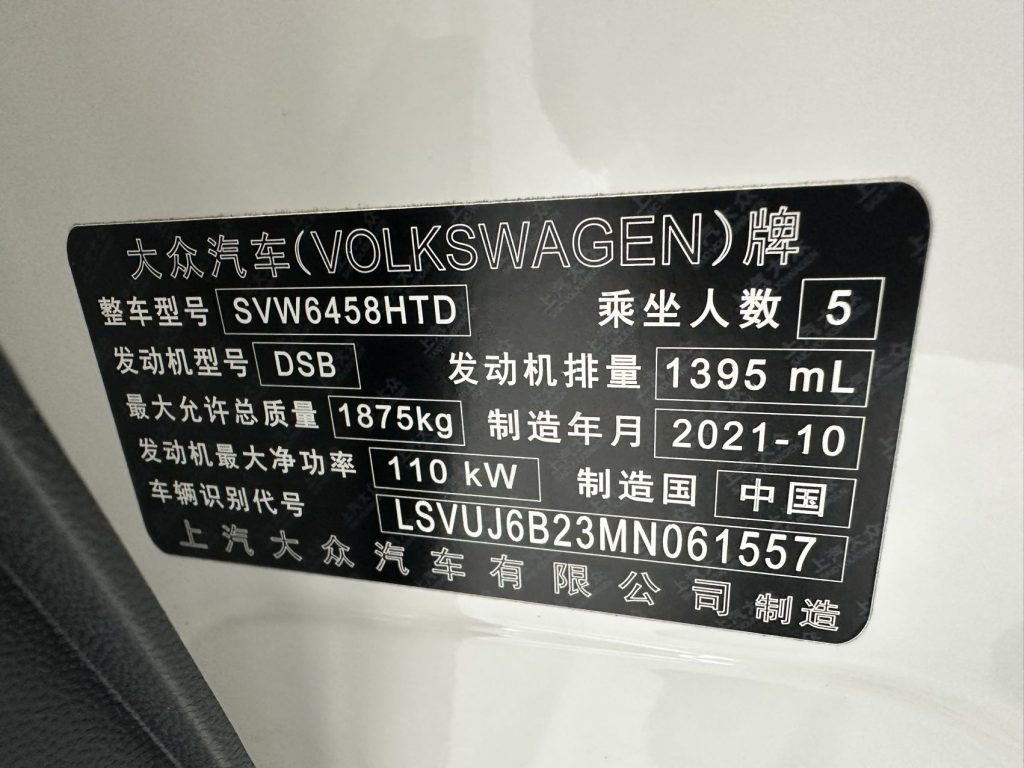 大众汽车(VOLKSWAGEN)牌
整车型号 SVW6458HTD 乘坐人数 5
发动机型号 DSB 发动机排量 1395 mL
最大允许总质量 1875kg 制造年月 2021-10
发动机最大净功率 110 kW 制造国 中国
车辆识别代号 LSVUJ6B23MN061557
上汽大众汽车有限公司制造